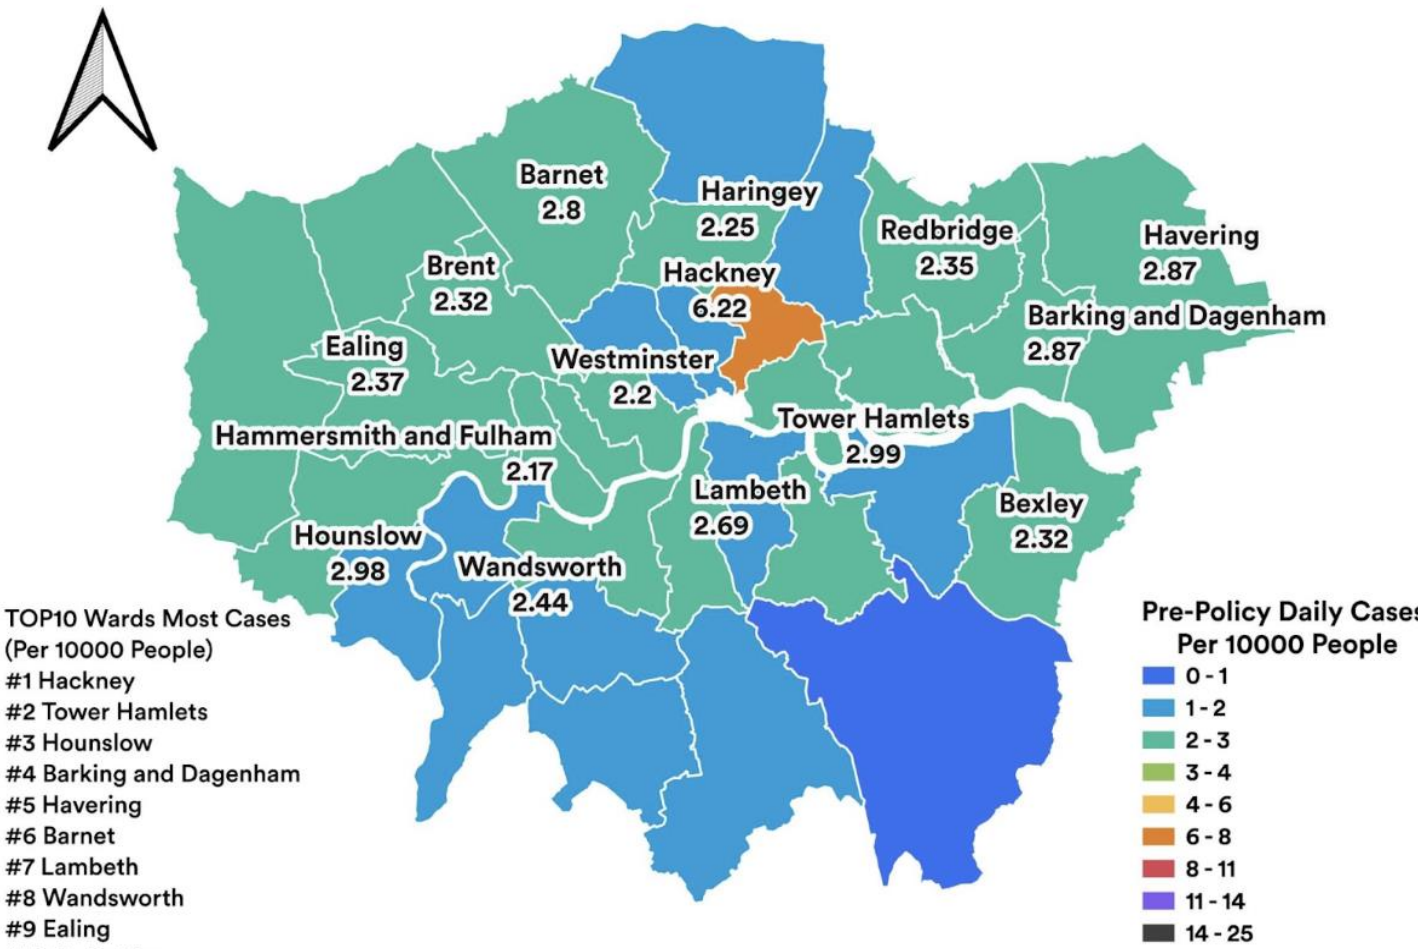 Barnet
2.8
Haringey
2.25
Redbridge
2.35
Havering
2.87
Brent
2.32
Hackney
6.22
Barking and Dagenham
2.87
Ealing
2.37
Westminster
2.2
Tower Hamlets
2.99
Hammersmith and Fulham
2.17
Lambeth
2.69
Bexley
2.32
Hounslow
2.98
Wandsworth
2.44
TOP10 Wards Most Cases
(Per 10000 People)
#1 Hackney
#2 Tower Hamlets
#3 Hounslow
#4 Barking and Dagenham
#5 Havering
#6 Barnet
#7 Lambeth
#8 Wandsworth
#9 Ealing
Pre-Policy Daily Cases
Per 10000 People
0 - 1
1 - 2
2 - 3
3 - 4
4 - 6
6 - 8
8 - 11
11 - 14
14 - 25